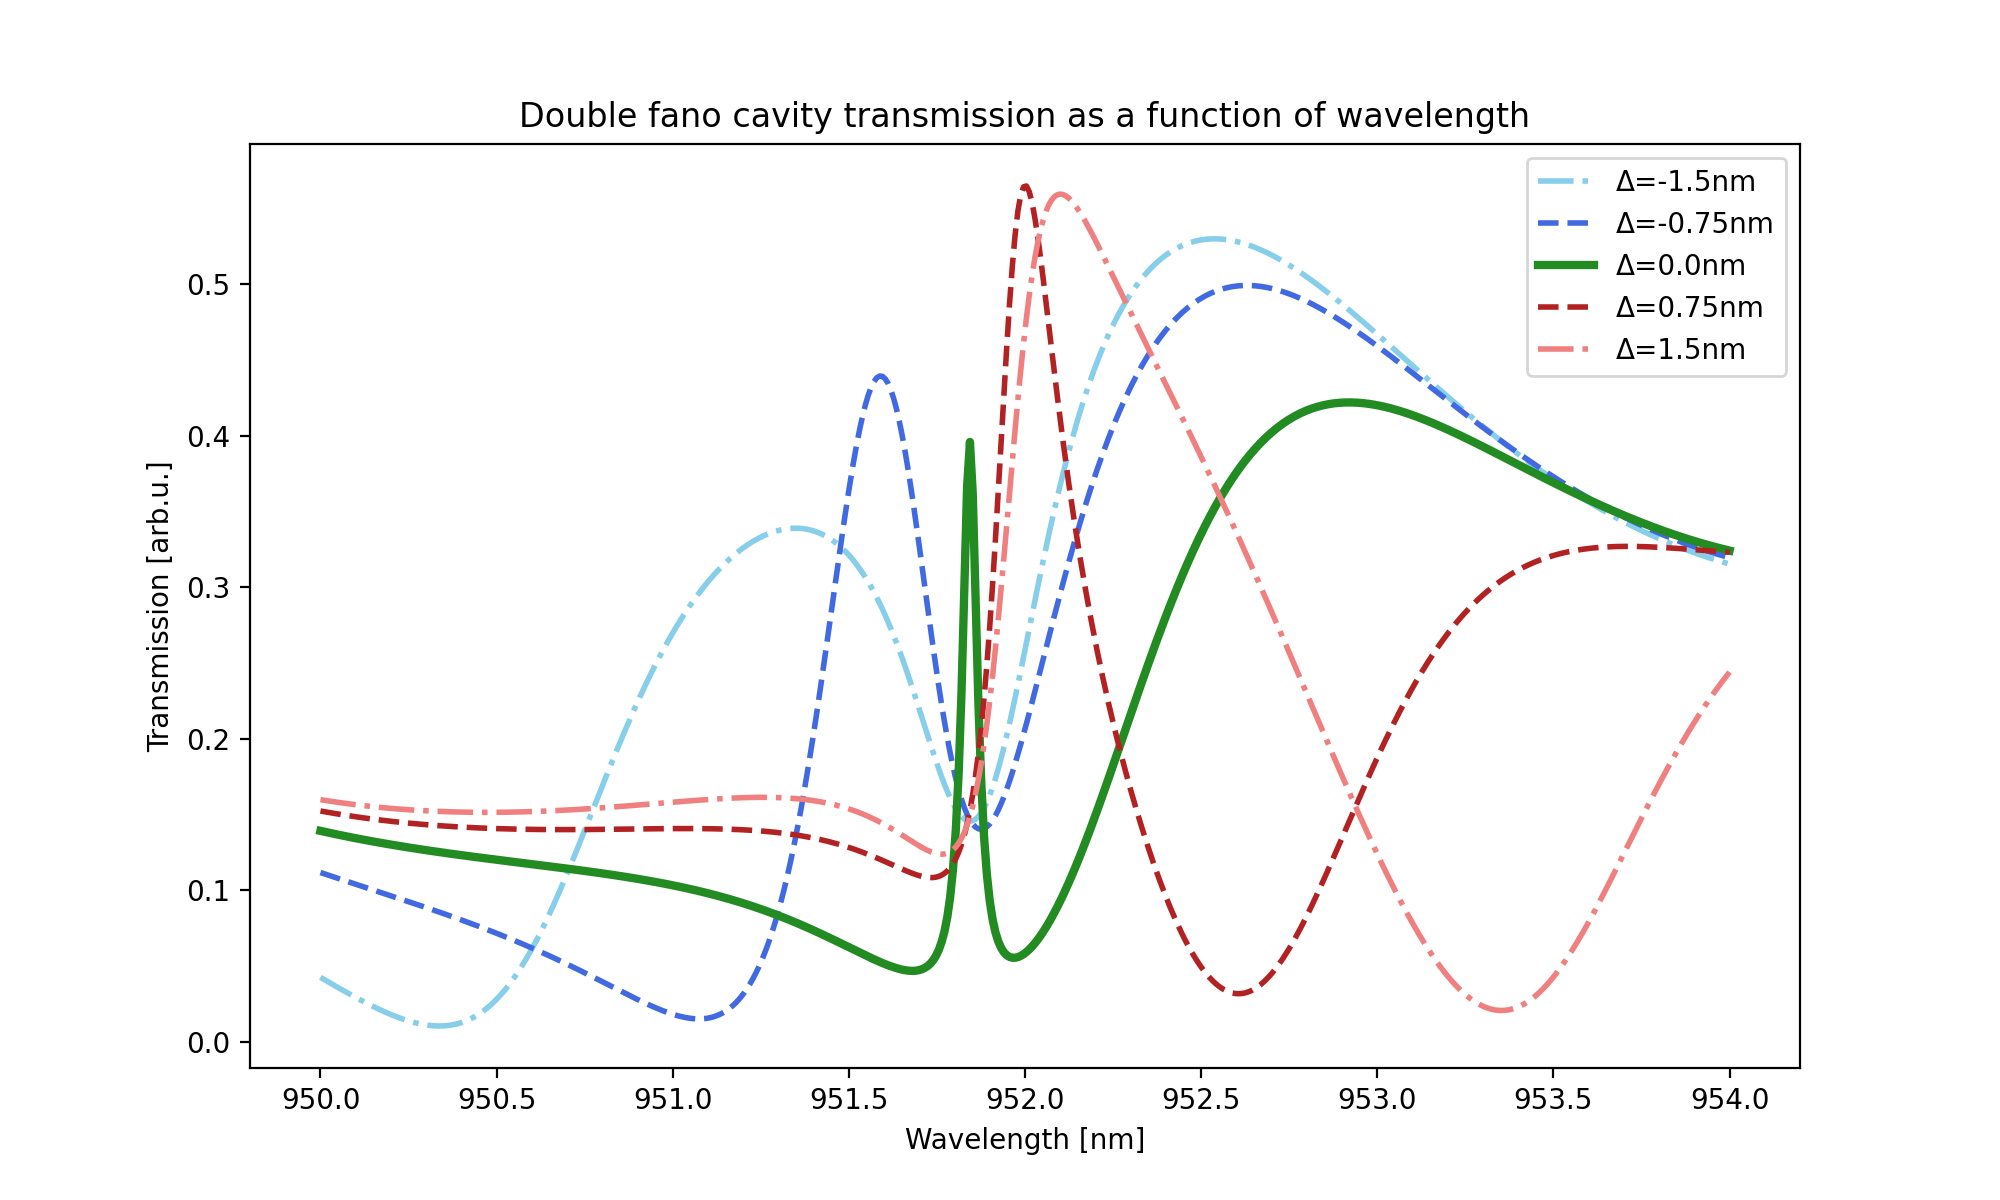 Double fano cavity transmission as a function of wavelength
Δ=-1.5nm
Δ=-0.75nm
Δ=0.0nm
Δ=0.75nm
Δ=1.5nm
Transmission [arb.u.]
0.5
0.4
0.3
0.2
0.1
0.0
950.0 950.5 951.0 951.5 952.0 952.5 953.0 953.5 954.0
Wavelength [nm]